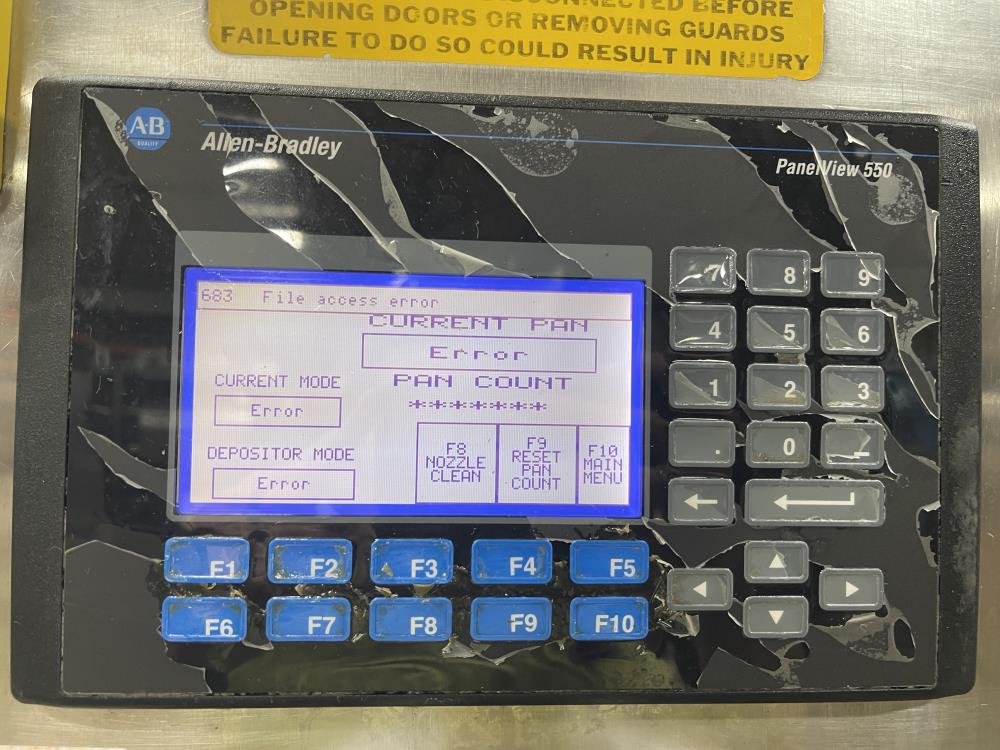 DISCONNECTED BEFORE
OPENING DOORS OR REMOVING GUARDS
FAILURE TO DO SO COULD RESULT IN INJURY
A-B
QUALITY
Allen-Bradley
PanelView 550
683 File access error
CURRENT PAN
Error
CURRENT MODE
Error
PAN COUNT
*******
DEPOSITOR MODE
Error
F8
NOZZLE
CLEAN
F9
RESET
PAN
COUNT
F10
MAIN
MENU
7 8 9
4 5 6
1 2 3
. 0 -
F1 F2 F3 F4 F5
F6 F7 F8 F9 F10